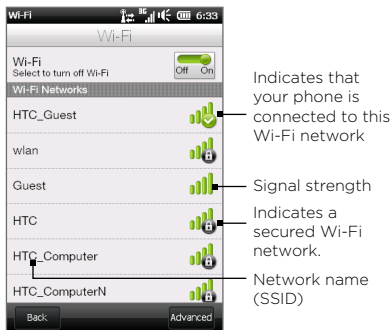 Wi-Fi 3G 6:33
Wi-Fi
Wi-Fi
Select to turn off Wi-Fi
Off On
Wi-Fi Networks
HTC_Guest
wlan
Guest
HTC
HTC_Computer
HTC_ComputerN
Back Advanced
Indicates that
your phone is
connected to this
Wi-Fi network
Signal strength
Indicates a
secured Wi-Fi
network.
Network name
(SSID)